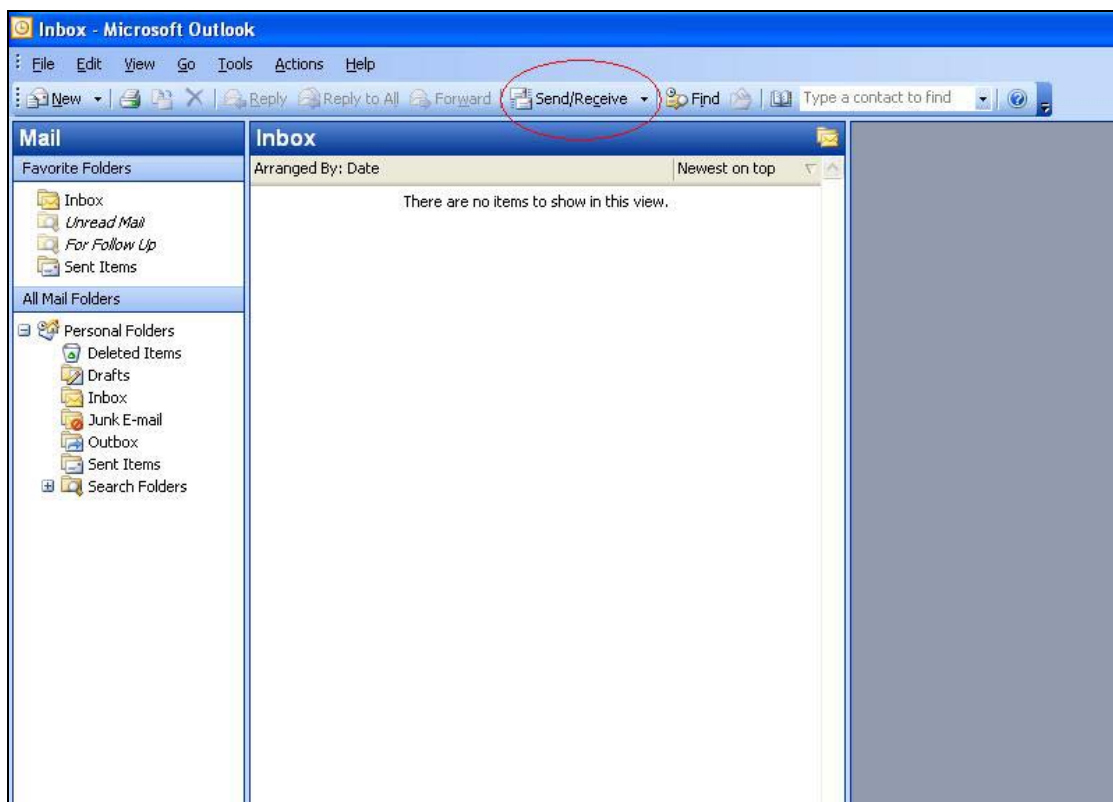 Inbox - Microsoft Outlook
File Edit View Go Tools Actions Help
New Reply Reply to All Forward Send/Receive Find Type a contact to find
Mail
Favorite Folders
Inbox
Unread Mail
For Follow Up
Sent Items
All Mail Folders
Personal Folders
Deleted Items
Drafts
Inbox
Junk E-mail
Outbox
Sent Items
Search Folders
Inbox
Arranged By: Date Newest on top
There are no items to show in this view.